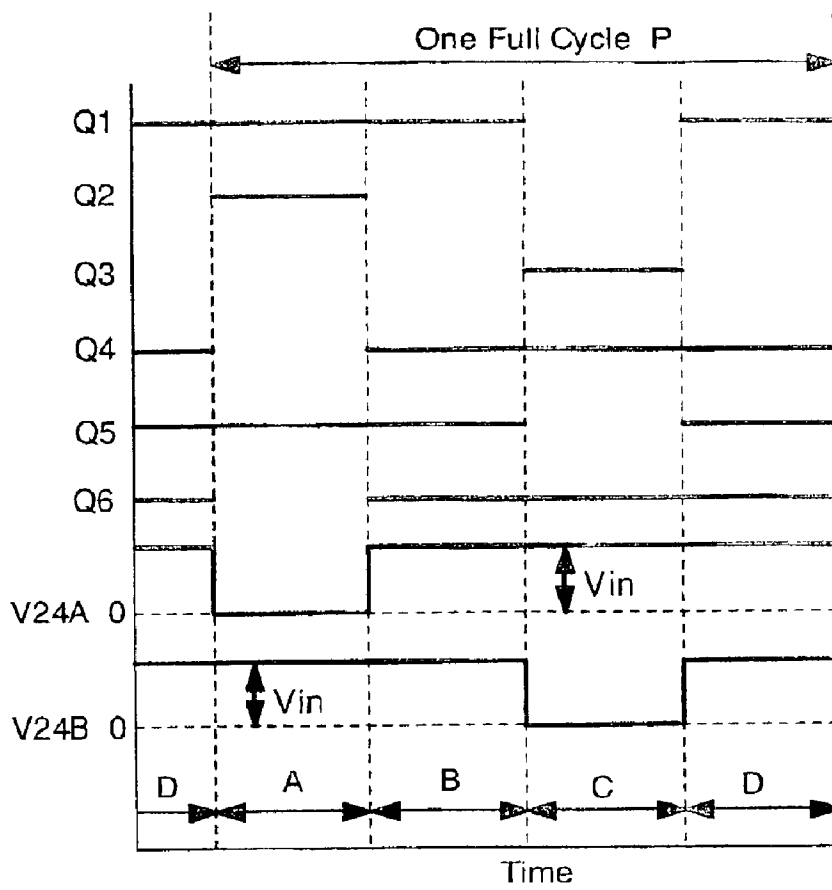 One Full Cycle P
Q1
Q2
Q3
Q4
Q5
Q6
Vin
V24A 0
Vin
V24B 0
D A B C D
Time